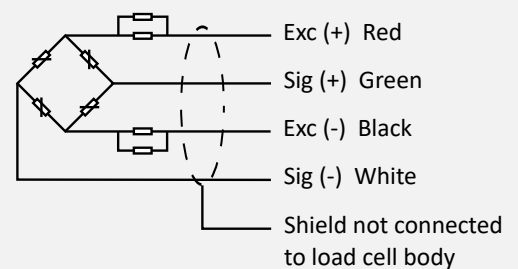 Exc (+) Red
Sig (+) Green
Exc (-) Black
Sig (-) White
Shield not connected
to load cell body